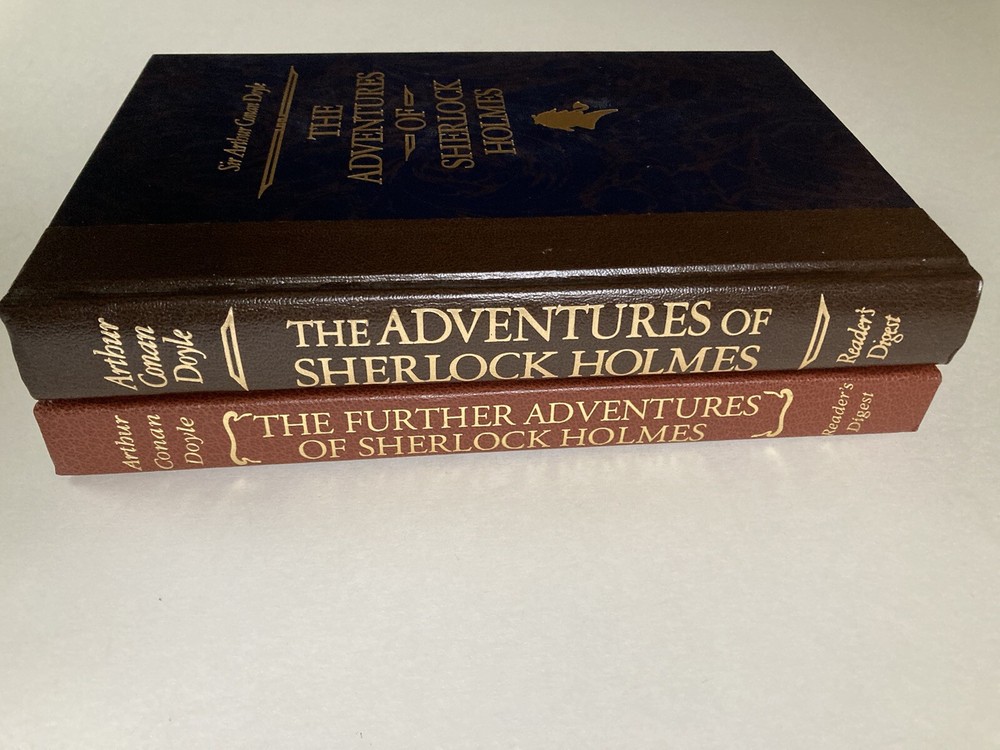 Sir Arthur Conan Doyle
THE
ADVENTURES
OF
SHERLOCK
HOLMES
Arthur
Conan
Doyle
THE ADVENTURES OF
SHERLOCK HOLMES
Reader's
Digest
Arthur
Conan
Doyle
THE FURTHER ADVENTURES
OF SHERLOCK HOLMES
Reader's
Digest